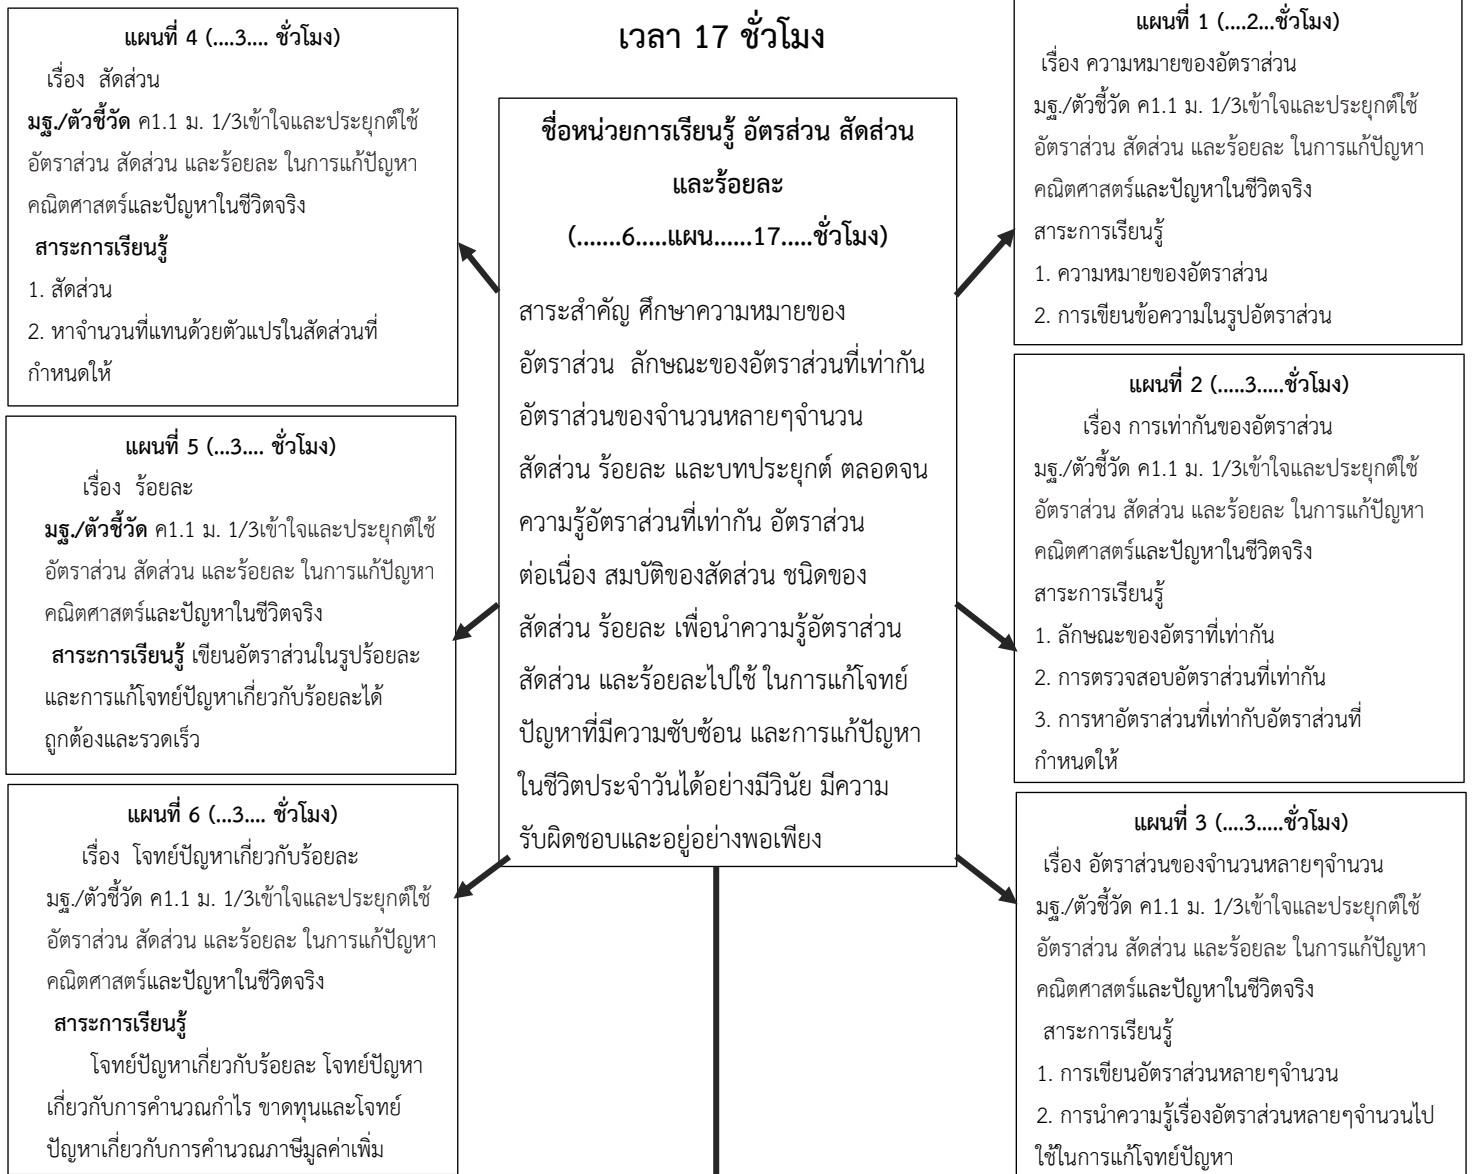 เวลา 17 ชั่วโมง
แผนที่ 4 (....3.... ชั่วโมง)
เรื่อง  สัดส่วน
มฐ./ตัวชี้วัด ค1.1 ม. 1/3เข้าใจและประยุกต์ใช้
อัตราส่วน สัดส่วน และร้อยละ ในการแก้ปัญหา
คณิตศาสตร์และปัญหาในชีวิตจริง
สาระการเรียนรู้
1. สัดส่วน
2. หาจำนวนที่แทนด้วยตัวแปรในสัดส่วนที่
กำหนดให้
แผนที่ 5 (...3.... ชั่วโมง)
เรื่อง  ร้อยละ
มฐ./ตัวชี้วัด ค1.1 ม. 1/3เข้าใจและประยุกต์ใช้
อัตราส่วน สัดส่วน และร้อยละ ในการแก้ปัญหา
คณิตศาสตร์และปัญหาในชีวิตจริง
สาระการเรียนรู้ เขียนอัตราส่วนในรูปร้อยละ
และการแก้โจทย์ปัญหาเกี่ยวกับร้อยละได้
ถูกต้องและรวดเร็ว
แผนที่ 6 (...3.... ชั่วโมง)
เรื่อง  โจทย์ปัญหาเกี่ยวกับร้อยละ
มฐ./ตัวชี้วัด ค1.1 ม. 1/3เข้าใจและประยุกต์ใช้
อัตราส่วน สัดส่วน และร้อยละ ในการแก้ปัญหา
คณิตศาสตร์และปัญหาในชีวิตจริง
สาระการเรียนรู้
โจทย์ปัญหาเกี่ยวกับร้อยละ โจทย์ปัญหา
เกี่ยวกับการคำนวณกำไร ขาดทุนและโจทย์
ปัญหาเกี่ยวกับการคำนวณภาษีมูลค่าเพิ่ม
ชื่อหน่วยการเรียนรู้ อัตรส่วน สัดส่วน
และร้อยละ
(.......6.....แผน......17.....ชั่วโมง)
สาระสำคัญ ศึกษาความหมายของ
อัตราส่วน  ลักษณะของอัตราส่วนที่เท่ากัน
อัตราส่วนของจำนวนหลายๆจำนวน
สัดส่วน ร้อยละ และบทประยุกต์ ตลอดจน
ความรู้อัตราส่วนที่เท่ากัน อัตราส่วน
ต่อเนื่อง สมบัติของสัดส่วน ชนิดของ
สัดส่วน ร้อยละ เพื่อนำความรู้อัตราส่วน
สัดส่วน และร้อยละไปใช้ ในการแก้โจทย์
ปัญหาที่มีความซับซ้อน และการแก้ปัญหา
ในชีวิตประจำวันได้อย่างมีวินัย มีความ
รับผิดชอบและอยู่อย่างพอเพียง
แผนที่ 1 (....2...ชั่วโมง)
เรื่อง ความหมายของอัตราส่วน
มฐ./ตัวชี้วัด ค1.1 ม. 1/3เข้าใจและประยุกต์ใช้
อัตราส่วน สัดส่วน และร้อยละ ในการแก้ปัญหา
คณิตศาสตร์และปัญหาในชีวิตจริง
สาระการเรียนรู้
1. ความหมายของอัตราส่วน
2. การเขียนข้อความในรูปอัตราส่วน
แผนที่ 2 (.....3.....ชั่วโมง)
เรื่อง การเท่ากันของอัตราส่วน
มฐ./ตัวชี้วัด ค1.1 ม. 1/3เข้าใจและประยุกต์ใช้
อัตราส่วน สัดส่วน และร้อยละ ในการแก้ปัญหา
คณิตศาสตร์และปัญหาในชีวิตจริง
สาระการเรียนรู้
1. ลักษณะของอัตราที่เท่ากัน
2. การตรวจสอบอัตราส่วนที่เท่ากัน
3. การหาอัตราส่วนที่เท่ากับอัตราส่วนที่
กำหนดให้
แผนที่ 3 (....3.....ชั่วโมง)
เรื่อง อัตราส่วนของจำนวนหลายๆจำนวน
มฐ./ตัวชี้วัด ค1.1 ม. 1/3เข้าใจและประยุกต์ใช้
อัตราส่วน สัดส่วน และร้อยละ ในการแก้ปัญหา
คณิตศาสตร์และปัญหาในชีวิตจริง
สาระการเรียนรู้
1. การเขียนอัตราส่วนหลายๆจำนวน
2. การนำความรู้เรื่องอัตราส่วนหลายๆจำนวนไป
ใช้ในการแก้โจทย์ปัญหา